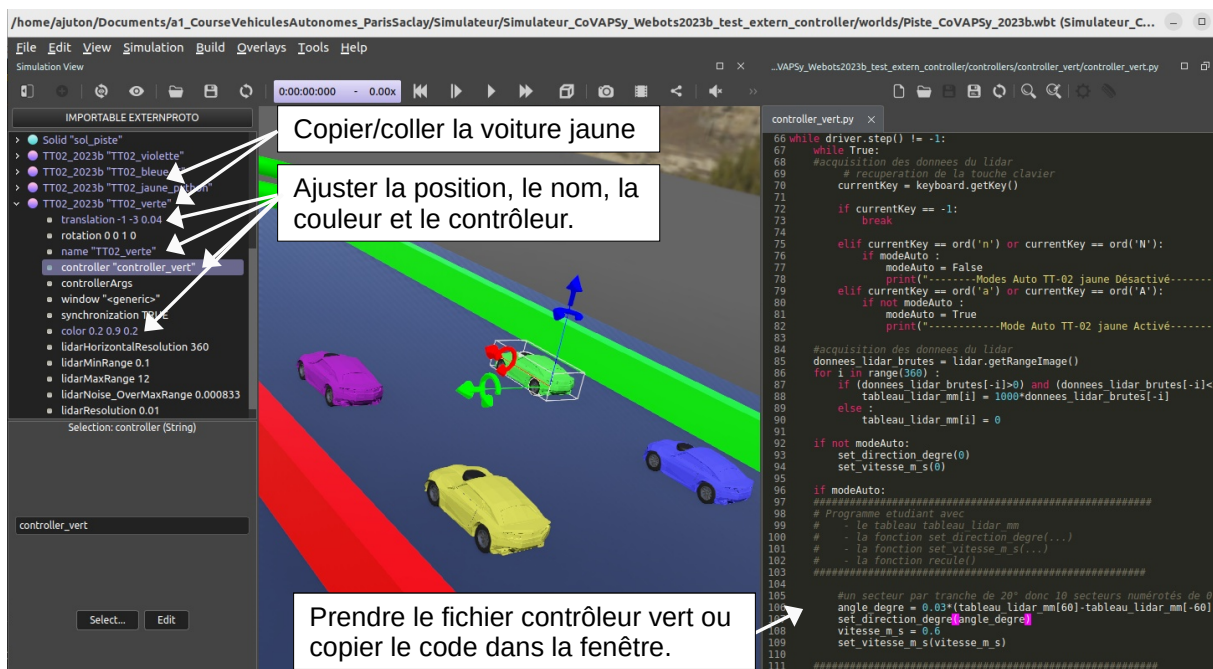 /home/ajuton/Documents/a1_CourseVehiculesAutonomes_ParisSaclay/Simulateur/Simulateur_CoVAPSy_Webots2023b_test_extern_controller/worlds/Piste_CoVAPSy_2023b.wbt (Simulateur_C...
File Edit View Simulation Build Overlays Tools Help
Simulation View
...VAPSy_Webots2023b_test_extern_controller/controllers/controller_vert/controller_vert.py
0:00:00:000 - 0.00x
IMPORTABLE EXTERNPROTO
Solid "sol_piste"
TT02_2023b "TT02_violette"
TT02_2023b "TT02_bleue
TT02_2023b "TT02_jaune_python"
TT02_2023b "TT02_verte"
translation -1 -3 0.04
rotation 0 0 1 0
name "TT02_verte"
controller "controller_vert"
controllerArgs
window "<generic>"
synchronization TRUE
color 0.2 0.9 0.2
lidarHorizontalResolution 360
lidarMinRange 0.1
lidarMaxRange 12
lidarNoise_OverMaxRange 0.000833
lidarResolution 0.01
Selection: controller (String)
controller_vert
Select... Edit
Copier/coller la voiture jaune
Ajuster la position, le nom, la
couleur et le contrôleur.
Prendre le fichier contrôleur vert ou
copier le code dans la fenêtre.
controller_vert.py
66 while driver.step() != -1:
67 while True:
68 #acquisition des donnees du lidar
69 # recuperation de la touche clavier
70 currentKey = keyboard.getKey()
71
72 if currentKey == -1:
73 break
74
75 elif currentKey == ord('n') or currentKey == ord('N'):
76 if modeAuto :
77 modeAuto = False
78 print("--------Modes Auto TT-02 jaune Désactivé-------
79 elif currentKey == ord('a') or currentKey == ord('A'):
80 if not modeAuto :
81 modeAuto = True
82 print("------------Mode Auto TT-02 jaune Activé-------
83
84 #acquisition des donnees du lidar
85 donnees_lidar_brutes = lidar.getRangeImage()
86 for i in range(360) :
87 if (donnees_lidar_brutes[-i]>0) and (donnees_lidar_brutes[-i]<
88 tableau_lidar_mm[i] = 1000*donnees_lidar_brutes[-i]
89 else :
90 tableau_lidar_mm[i] = 0
91
92 if not modeAuto:
93 set_direction_degre(0)
94 set_vitesse_m_s(0)
95
96 if modeAuto:
97 ########################################################
98 # Programme etudiant avec
99 # - le tableau tableau_lidar_mm
100 # - la fonction set_direction_degre(...)
101 # - la fonction set_vitesse_m_s(...)
102 # - la fonction recule()
103 #######################################################
104
105 #un secteur par tranche de 20° donc 10 secteurs numérotés de 0
106 angle_degre = 0.03*(tableau_lidar_mm[60]-tableau_lidar_mm[-60]
107 set_direction_degre(angle_degre)
108 vitesse_m_s = 0.6
109 set_vitesse_m_s(vitesse_m_s)
110
111 #########################################################